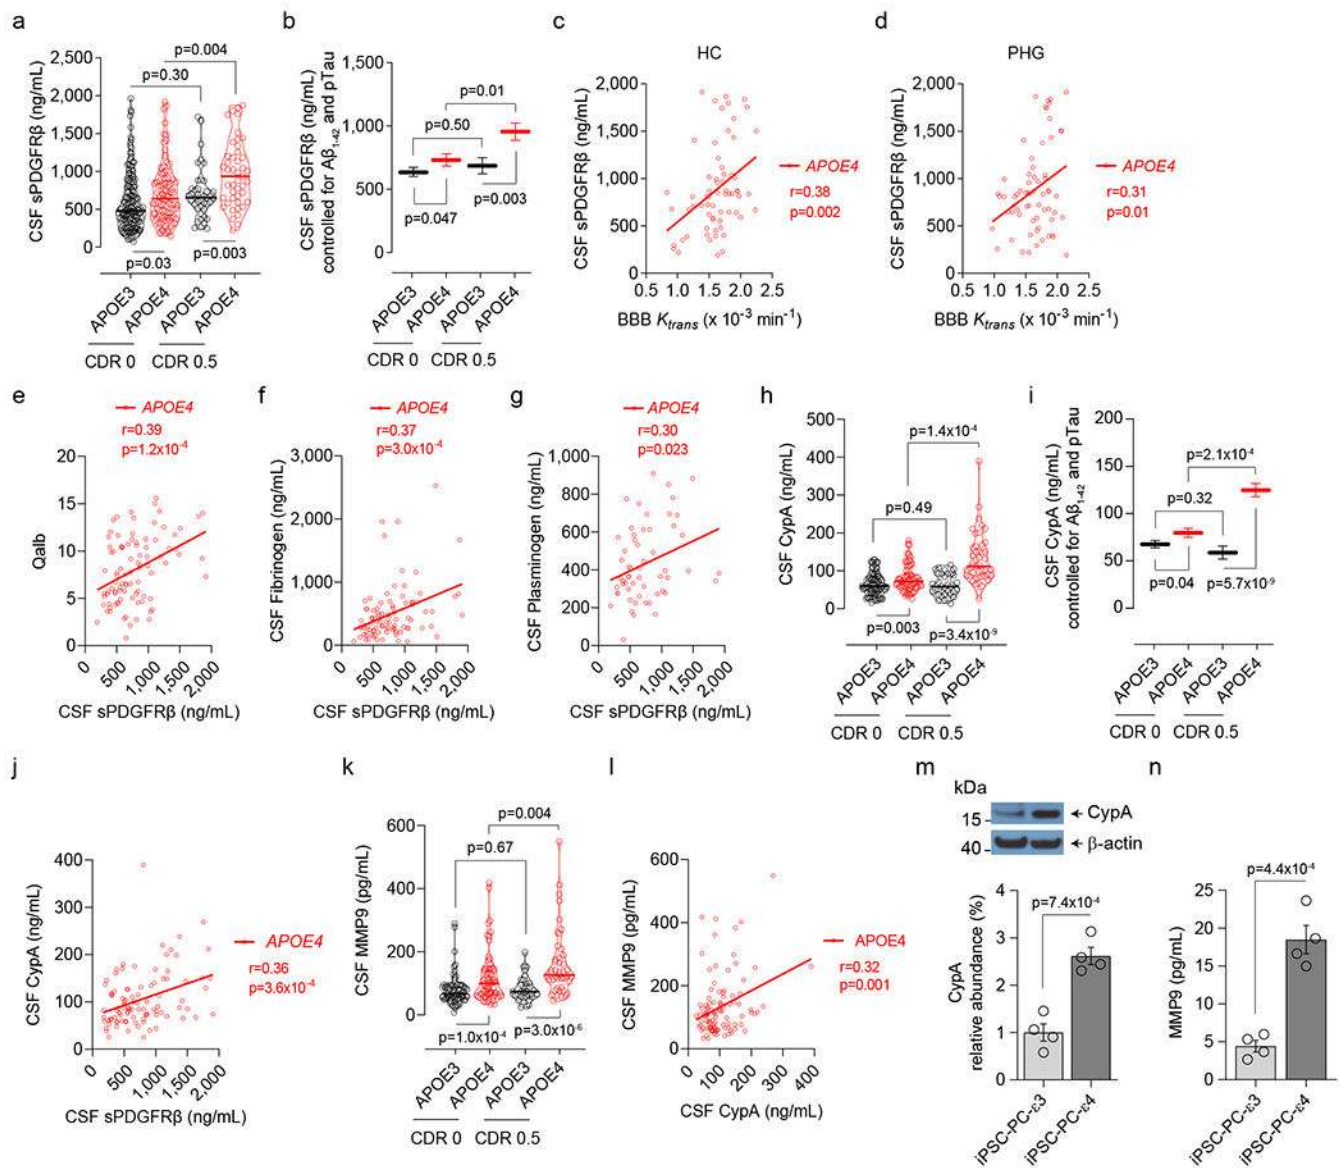 a
CSF sPDGFRβ (ng/mL)
2,500
2,000
1,500
1,000
500
0
p=0.004
p=0.30
p=0.03
p=0.003
APOE3
APOE4
APOE3
APOE4
CDR 0
CDR 0.5
b
CSF sPDGFRβ (ng/mL)
controlled for Aβ1-42 and pTau
1,500
1,000
500
0
p=0.01
p=0.50
p=0.003
p=0.047
APOE3
APOE4
APOE3
APOE4
CDR 0
CDR 0.5
c
HC
CSF sPDGFRβ (ng/mL)
2,000
1,500
1,000
500
0
0.5 1.0 1.5 2.0 2.5
BBB Ktrans (x 10-3 min-1)
APOE4
r=0.38
p=0.002
d
PHG
CSF sPDGFRβ (ng/mL)
2,000
1,500
1,000
500
0
0.5 1.0 1.5 2.0 2.5
BBB Ktrans (x 10-3 min-1)
APOE4
r=0.31
p=0.01
e
APOE4
r=0.39
p=1.2x10-4
Qalb
20
15
10
5
0
0 500 1,000 1,500 2,000
CSF sPDGFRβ (ng/mL)
f
APOE4
r=0.37
p=3.0x10-4
CSF Fibrinogen (ng/mL)
3,000
2,000
1,000
0
0 500 1,000 1,500 2,000
CSF sPDGFRβ (ng/mL)
g
APOE4
r=0.30
p=0.023
CSF Plasminogen (ng/mL)
1,000
800
600
400
200
0
0 500 1,000 1,500 2,000
CSF sPDGFRβ (ng/mL)
h
CSF CypA (ng/mL)
500
400
300
200
100
0
p=1.4x10-4
p=0.49
p=0.003
p=3.4x10-9
APOE3
APOE4
APOE3
APOE4
CDR 0
CDR 0.5
i
CSF CypA (ng/mL)
controlled for Aβ1-42 and pTau
200
150
100
50
0
p=2.1x10-4
p=0.32
p=0.04
p=5.7x10-9
APOE3
APOE4
APOE3
APOE4
CDR 0
CDR 0.5
j
CSF CypA (ng/mL)
400
300
200
100
0
0 500 1,000 1,500 2,000
CSF sPDGFRβ (ng/mL)
APOE4
r=0.36
p=3.6x10-4
k
CSF MMP9 (pg/mL)
600
400
200
0
p=0.004
p=0.67
p=1.0x10-4
p=3.0x10-6
APOE3
APOE4
APOE3
APOE4
CDR 0
CDR 0.5
l
CSF MMP9 (pg/mL)
600
400
200
0
0 100 200 300 400
CSF CypA (ng/mL)
APOE4
r=0.32
p=0.001
m
kDa
15
CypA
40
β-actin
CypA
relative abundance (%)
4
3
2
1
0
p=7.4x10-4
iPSC-PC-ε3
iPSC-PC-ε4
n
MMP9 (pg/mL)
25
20
15
10
5
0
p=4.4x10-4
iPSC-PC-ε3
iPSC-PC-ε4